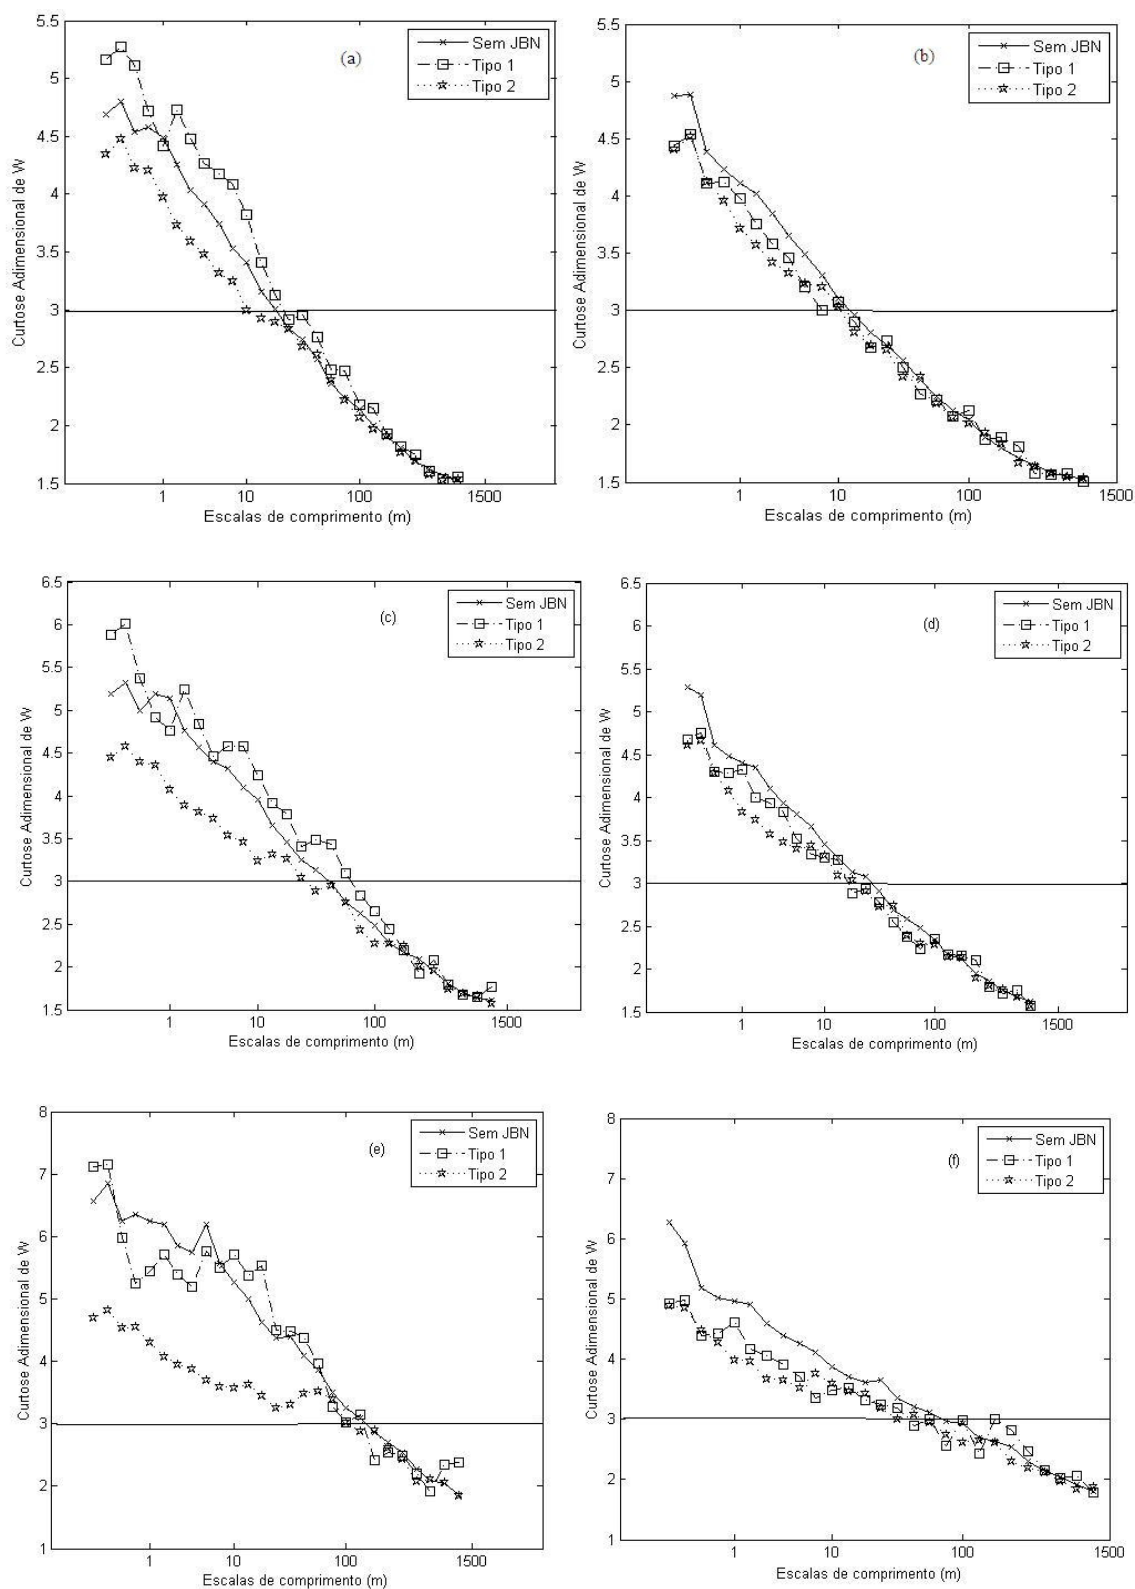 5.5
5
4.5
4
3.5
3
2.5
2
1.5
1
10
100
1500
Curtose Adimensional de W
Escalas de comprimento (m)
(a)
Sem JBN
Tipo 1
Tipo 2
5.5
5
4.5
4
3.5
3
2.5
2
1.5
1
10
100
1500
Curtose Adimensional de W
Escalas de comprimento (m)
(b)
Sem JBN
Tipo 1
Tipo 2
6.5
6
5.5
5
4.5
4
3.5
3
2.5
2
1.5
1
10
100
1500
Curtose Adimensional de W
Escalas de comprimento (m)
(c)
Sem JBN
Tipo 1
Tipo 2
6.5
6
5.5
5
4.5
4
3.5
3
2.5
2
1.5
1
10
100
1500
Curtose Adimensional de W
Escalas de comprimento (m)
(d)
Sem JBN
Tipo 1
Tipo 2
8
7
6
5
4
3
2
1
1
10
100
1500
Curtose Adimensional de W
Escalas de comprimento (m)
(e)
Sem JBN
Tipo 1
Tipo 2
8
7
6
5
4
3
2
1
1
10
100
1500
Curtose Adimensional de W
Escalas de comprimento (m)
(f)
Sem JBN
Tipo 1
Tipo 2